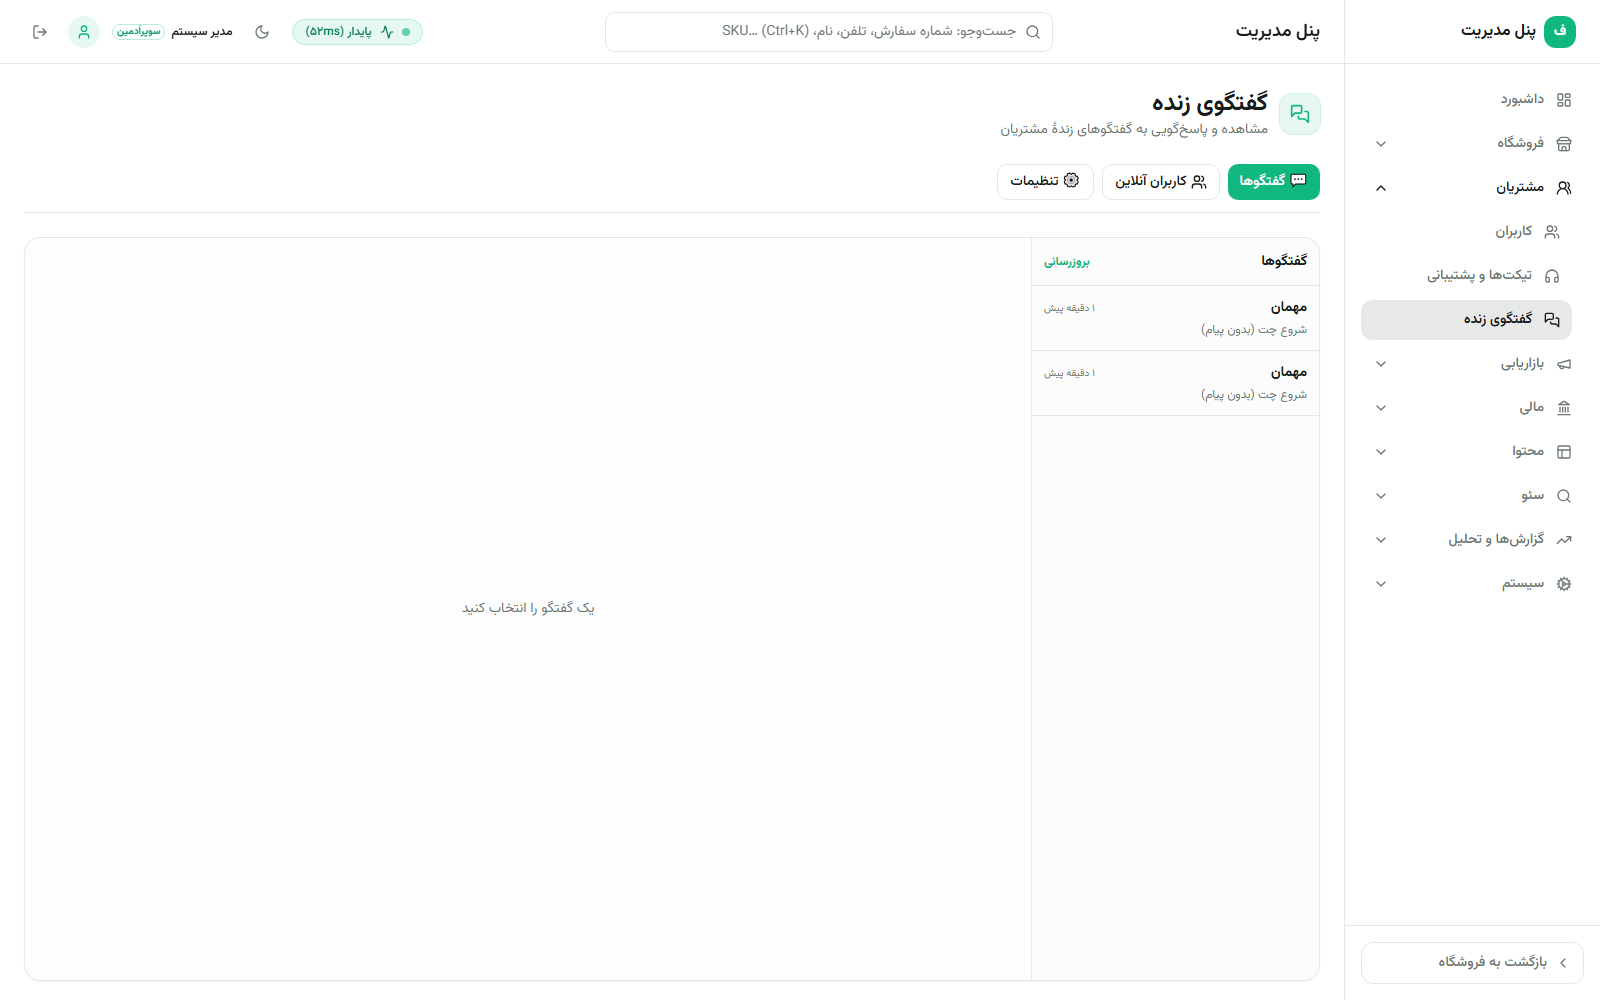 ف
پنل مدیریت
داشبورد
فروشگاه
مشتریان
کاربران
تیکت‌ها و پشتیبانی
گفتگوی زنده
بازاریابی
مالی
محتوا
سئو
گزارش‌ها و تحلیل
سیستم
بازگشت به فروشگاه
پنل مدیریت
جست‌وجو: شماره سفارش، تلفن، نام، SKU… (Ctrl+K)
پایدار (۵۲ms)
مدیر سیستم
سوپرادمین
گفتگوی زنده
مشاهده و پاسخ‌گویی به گفتگوهای زندهٔ مشتریان
گفتگوها
کاربران آنلاین
تنظیمات
گفتگوها
بروزرسانی
مهمان
۱ دقیقه پیش
شروع چت (بدون پیام)
مهمان
۱ دقیقه پیش
شروع چت (بدون پیام)
یک گفتگو را انتخاب کنید